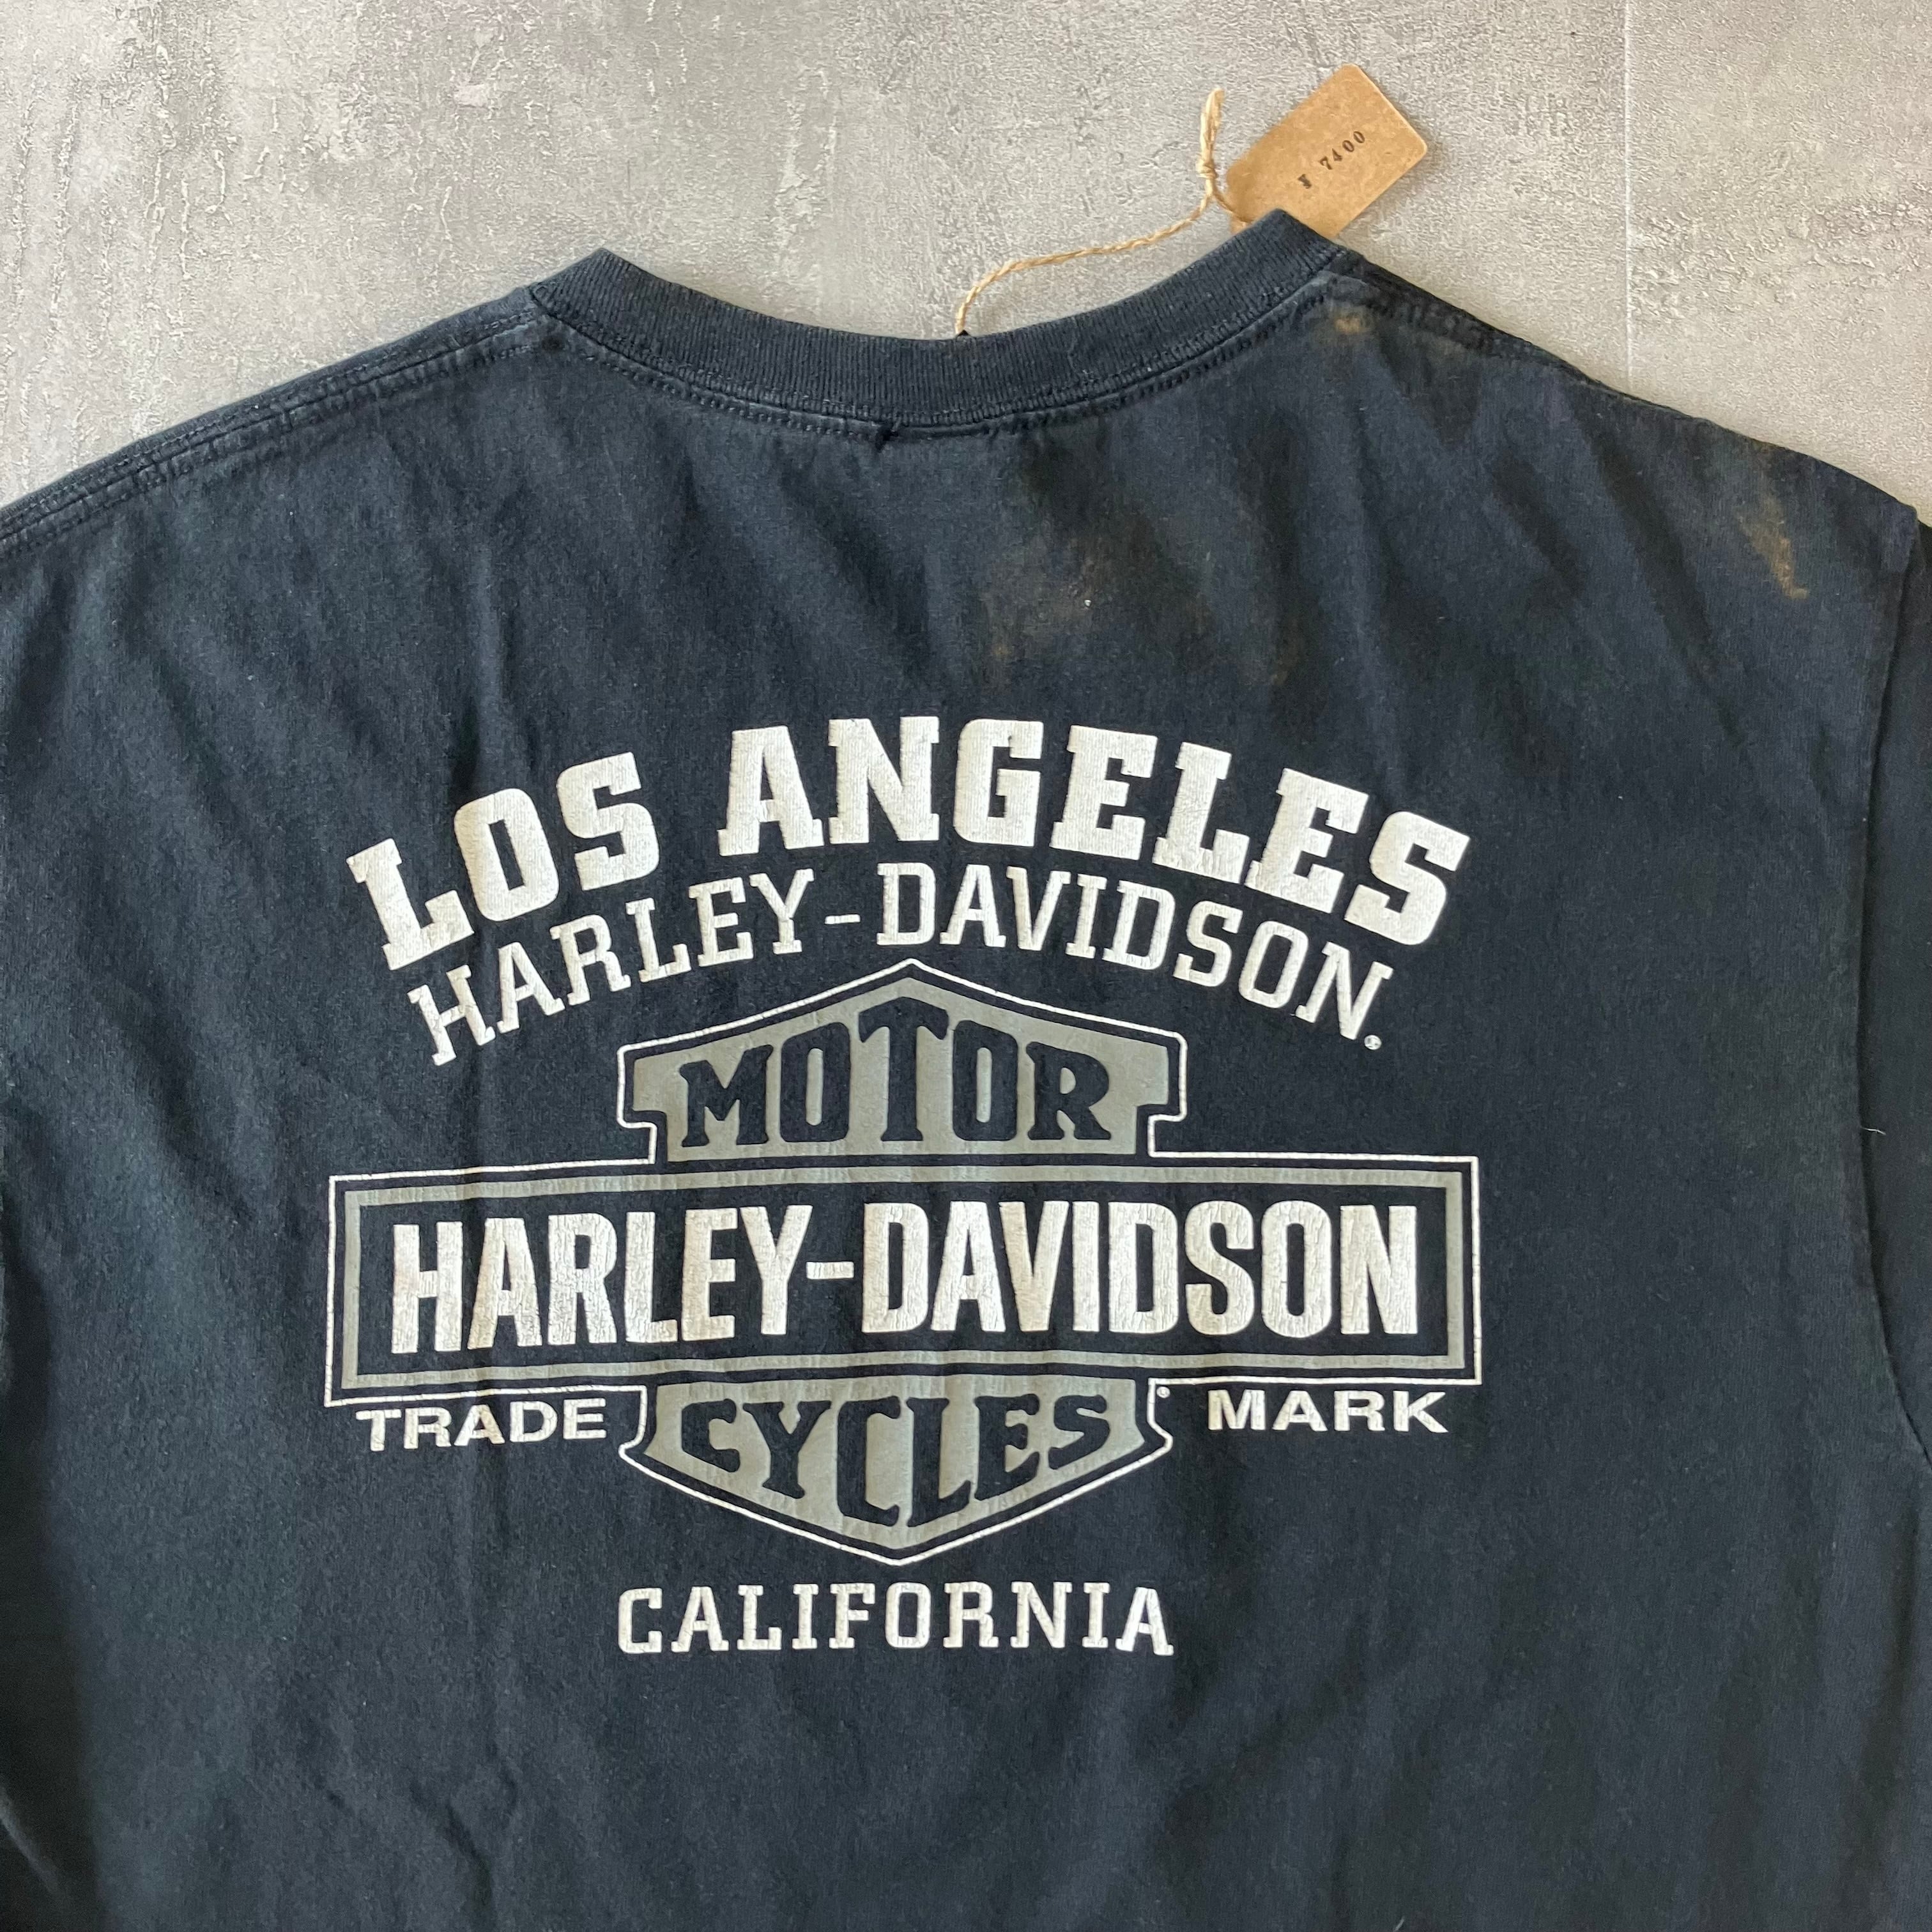 ¥ 7400
LOS ANGELES
HARLEY-DAVIDSON®
MOTOR
HARLEY-DAVIDSON
TRADE CYCLES® MARK
CALIFORNIA